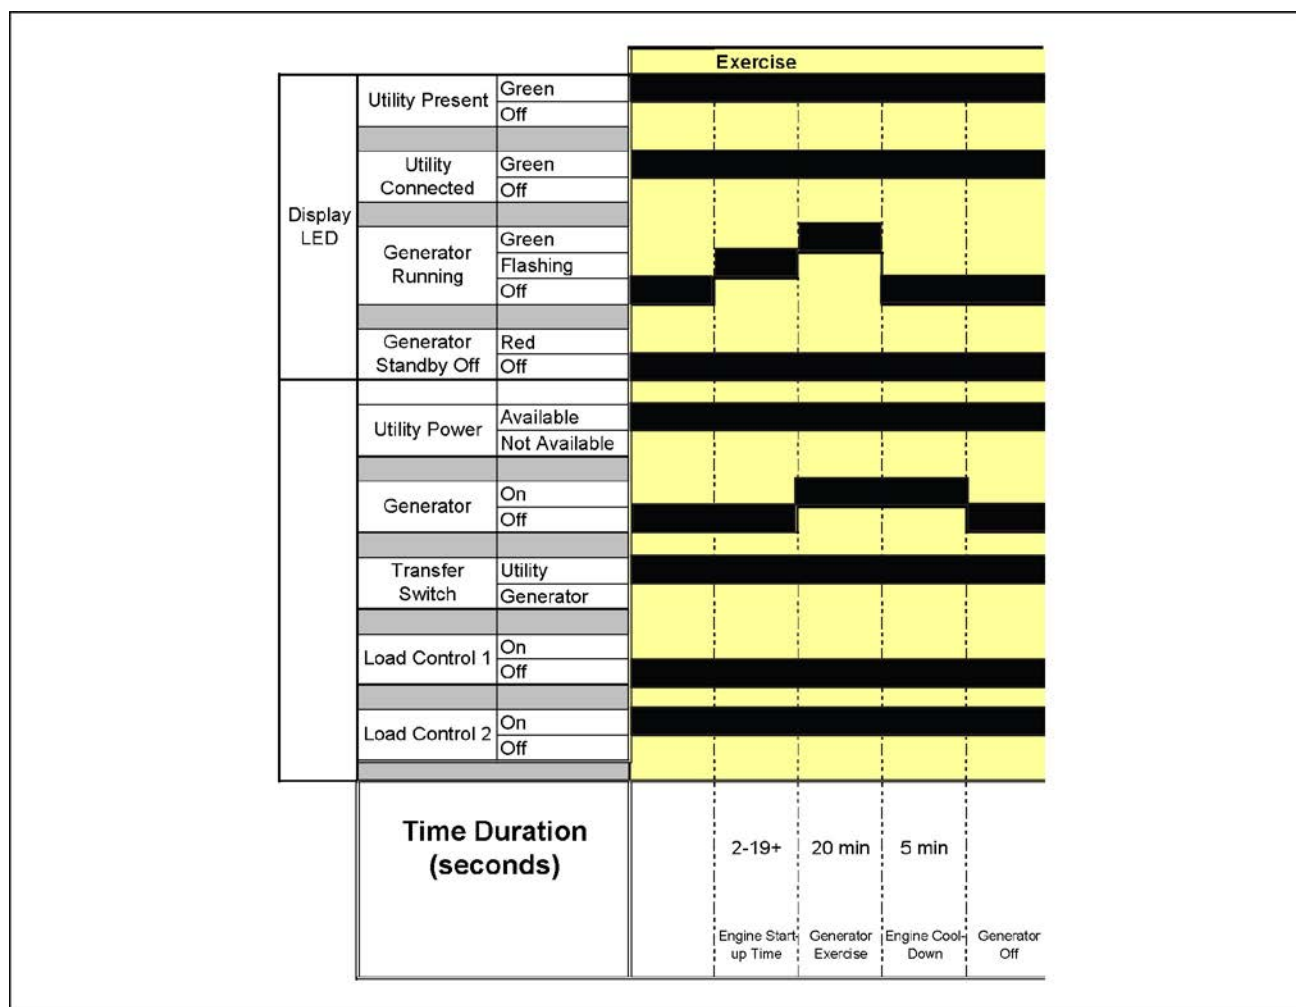 Exercise
Display
LED
Utility Present
Green
Off
Utility
Connected
Green
Off
Generator
Running
Green
Flashing
Off
Generator
Standby Off
Red
Off
Utility Power
Available
Not Available
Generator
On
Off
Transfer
Switch
Utility
Generator
Load Control 1
On
Off
Load Control 2
On
Off
Time Duration
(seconds)
2-19+
20 min
5 min
Engine Start-
up Time
Generator
Exercise
Engine Cool-
Down
Generator
Off